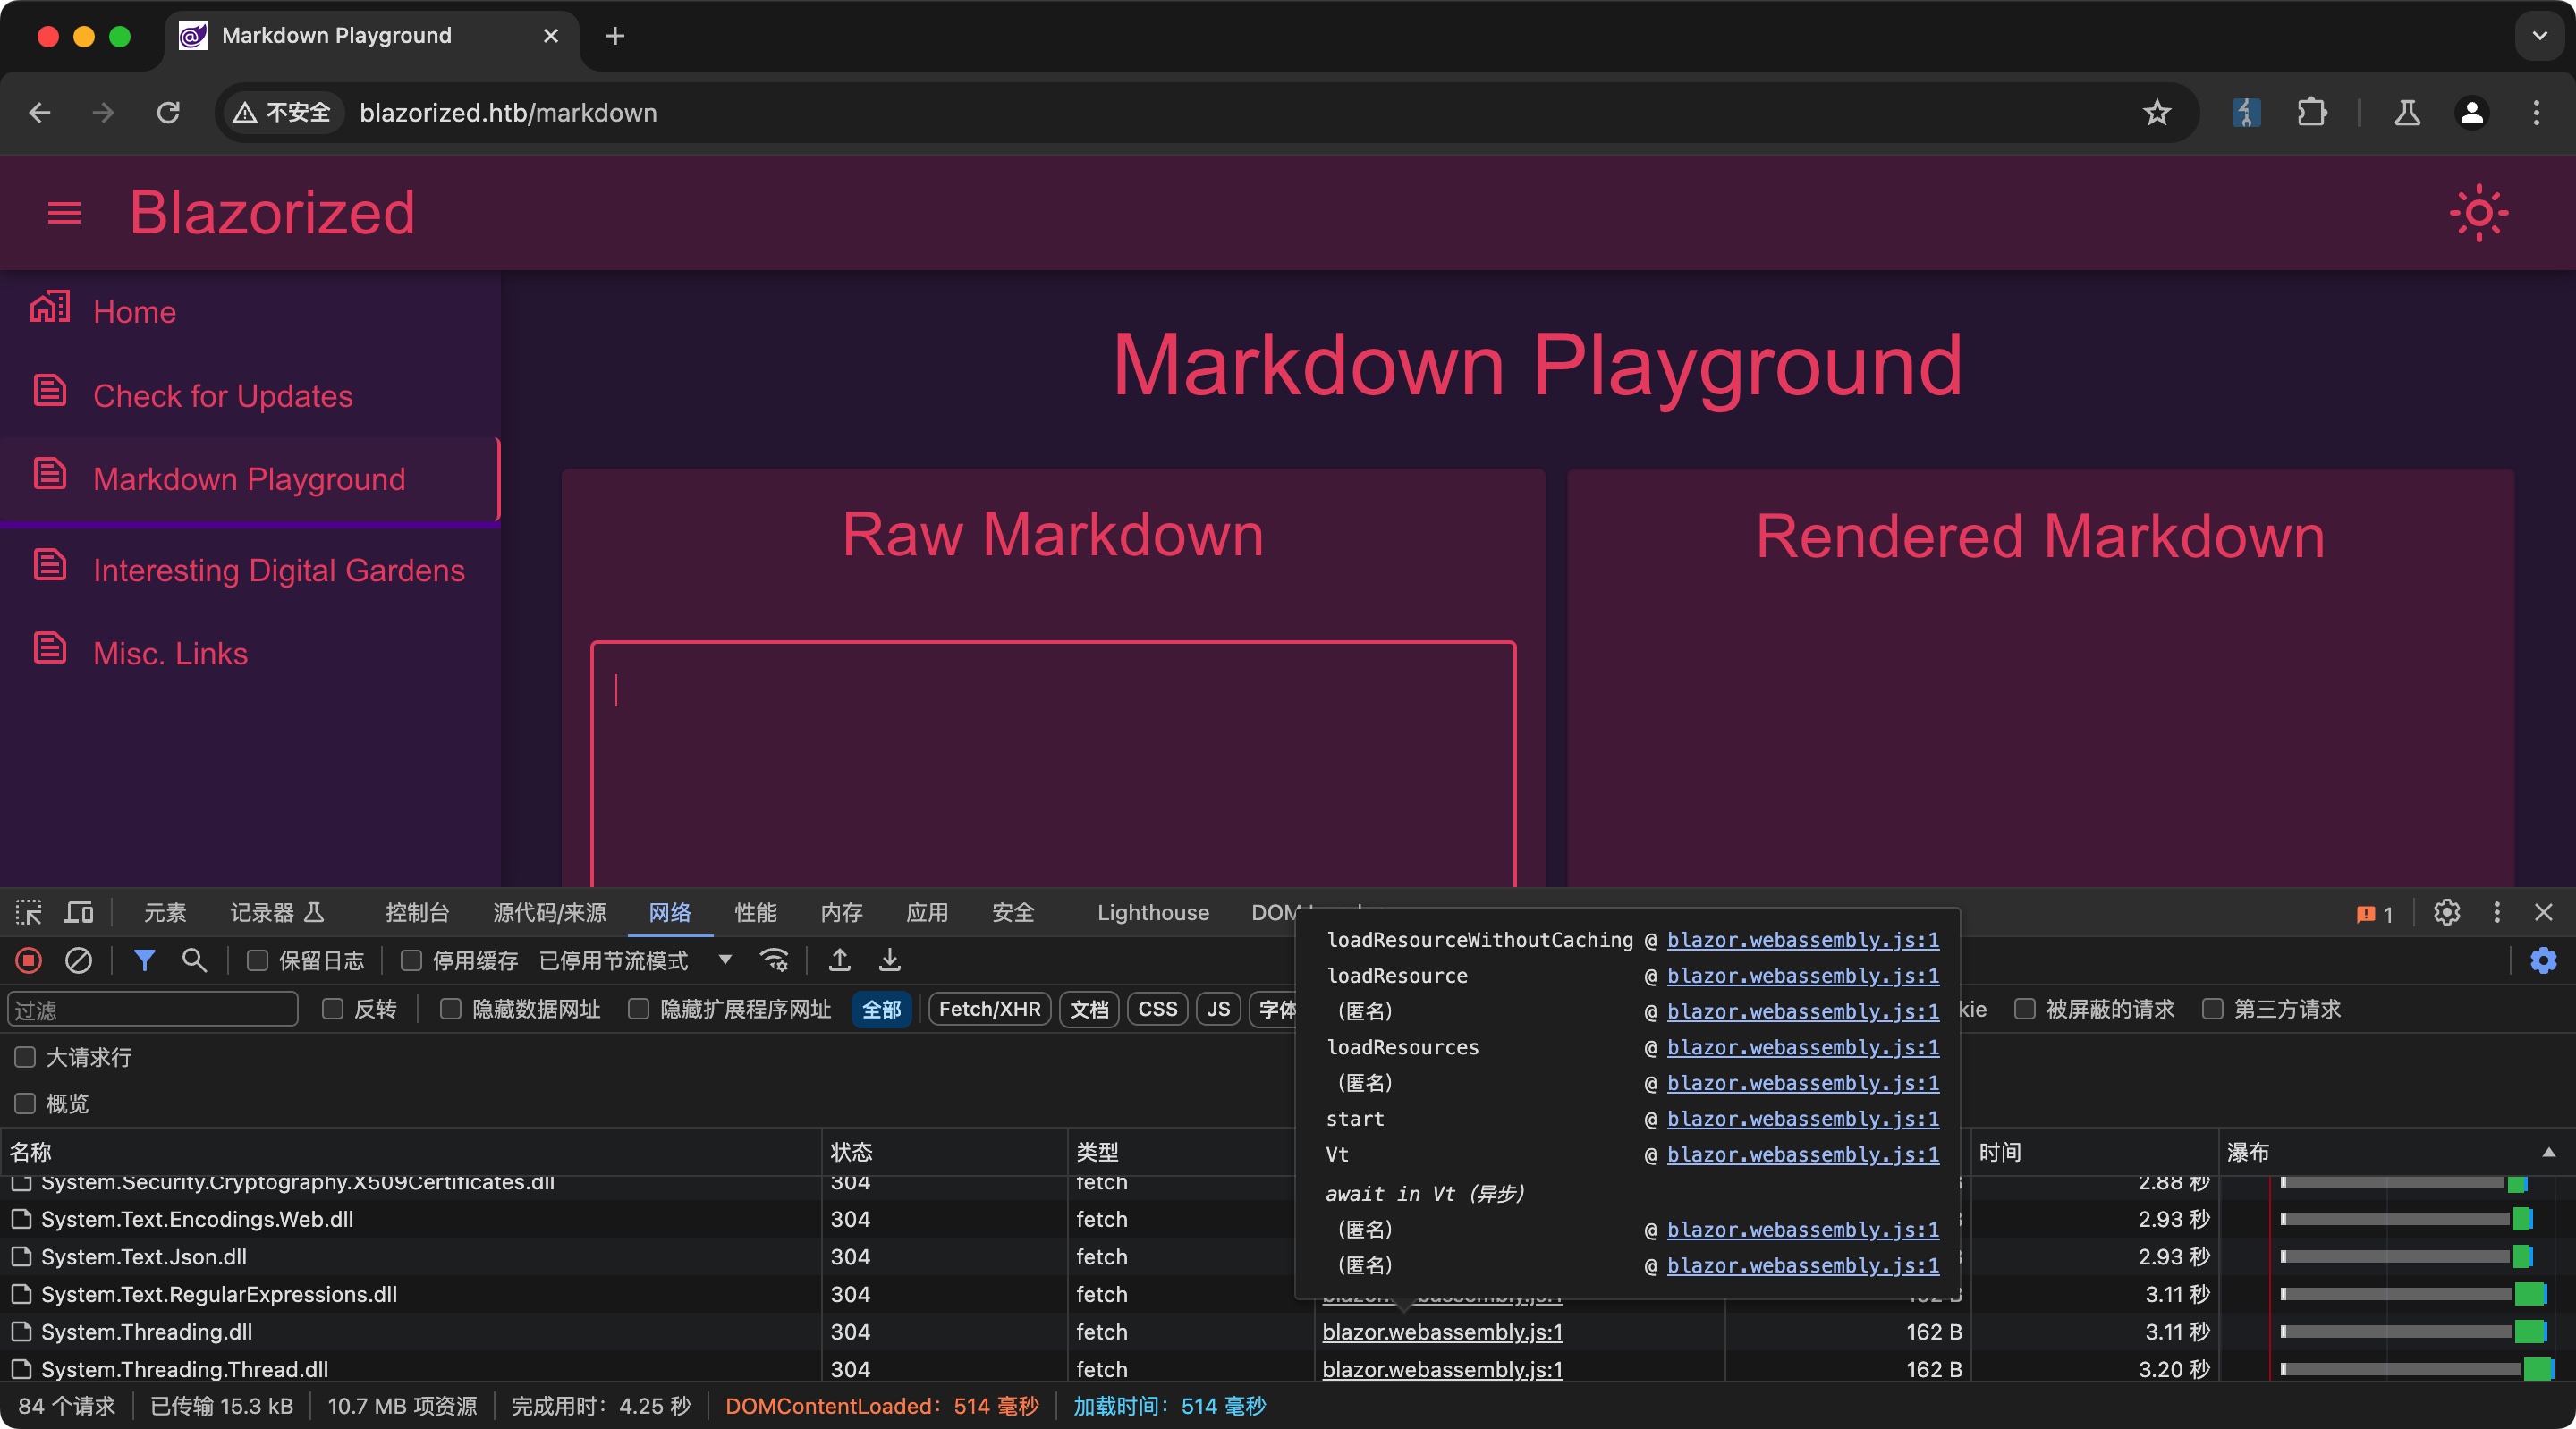 Markdown Playground
不安全 blazorized.htb/markdown
Blazorized
Home
Check for Updates
Markdown Playground
Interesting Digital Gardens
Misc. Links
Markdown Playground
Raw Markdown
Rendered Markdown
元素 记录器 控制台 源代码/来源 网络 性能 内存 应用 安全 Lighthouse DOM 1
保留日志 停用缓存 已停用节流模式
过滤 反转 隐藏数据网址 隐藏扩展程序网址 全部 Fetch/XHR 文档 CSS JS 字体 kie 被屏蔽的请求 第三方请求
大请求行
概览
loadResourceWithoutCaching @ blazor.webassembly.js:1
loadResource @ blazor.webassembly.js:1
（匿名） @ blazor.webassembly.js:1
loadResources @ blazor.webassembly.js:1
（匿名） @ blazor.webassembly.js:1
start @ blazor.webassembly.js:1
Vt @ blazor.webassembly.js:1
await in Vt（异步）
（匿名） @ blazor.webassembly.js:1
（匿名） @ blazor.webassembly.js:1
名称 状态 类型 时间 瀑布
System.Security.Cryptography.X509Certificates.dll 304 fetch 2.88 秒
System.Text.Encodings.Web.dll 304 fetch 2.93 秒
System.Text.Json.dll 304 fetch 2.93 秒
System.Text.RegularExpressions.dll 304 fetch blazor.webassembly.js:1 162 B 3.11 秒
System.Threading.dll 304 fetch blazor.webassembly.js:1 162 B 3.11 秒
System.Threading.Thread.dll 304 fetch blazor.webassembly.js:1 162 B 3.20 秒
84 个请求 已传输 15.3 kB 10.7 MB 项资源 完成用时：4.25 秒 DOMContentLoaded：514 毫秒 加载时间：514 毫秒